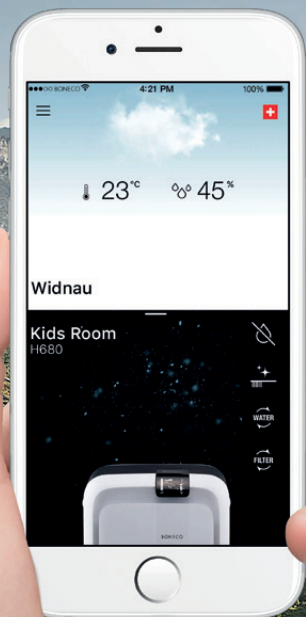 BONECO 4:21 PM 100%
23°C 45%
Widnau
Kids Room
H680
WATER
FILTER
BONECO